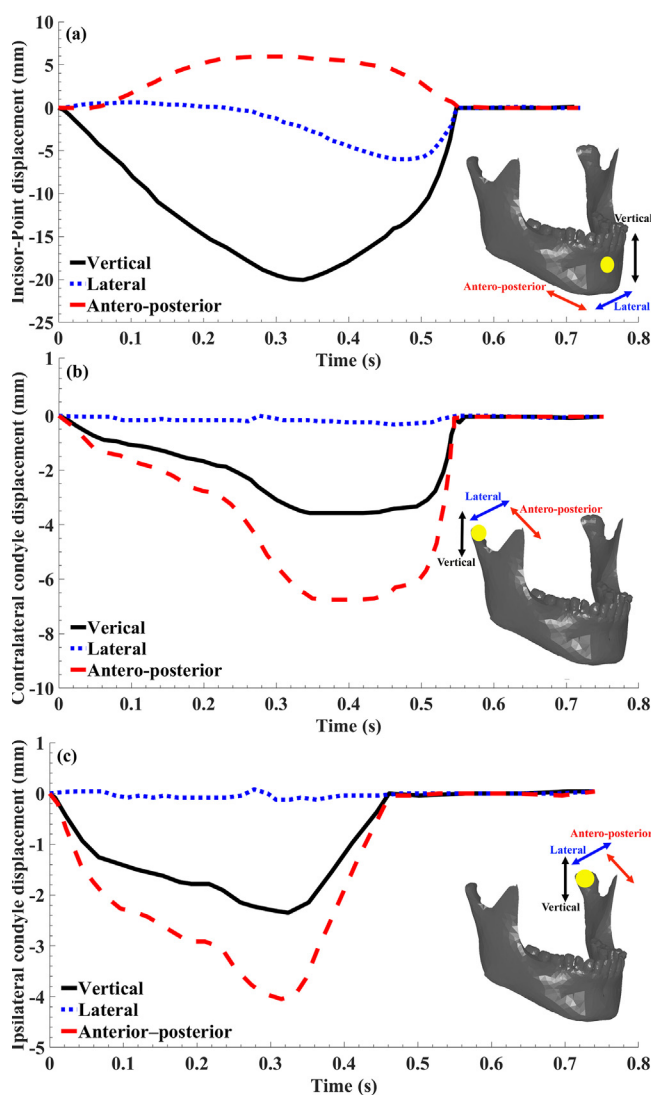 (a)
Incisor-Point displacement (mm)
10
5
0
-5
-10
-15
-20
-25
Vertical
Lateral
Antero-posterior
Vertical
Antero-posterior
Lateral
0 0.1 0.2 0.3 0.4 0.5 0.6 0.7 0.8
Time (s)
(b)
Contralateral condyle displacement (mm)
1
0
-2
-4
-6
-8
-10
Verical
Lateral
Antero-posterior
Lateral
Antero-posterior
Vertical
0 0.1 0.2 0.3 0.4 0.5 0.6 0.7 0.8
Time (s)
(c)
Ipsilateral condyle displacement (mm)
1
0
-1
-2
-3
-4
-5
Vertical
Lateral
Anterior–posterior
Antero-posterior
Lateral
Vertical
0 0.1 0.2 0.3 0.4 0.5 0.6 0.7 0.8
Time (s)